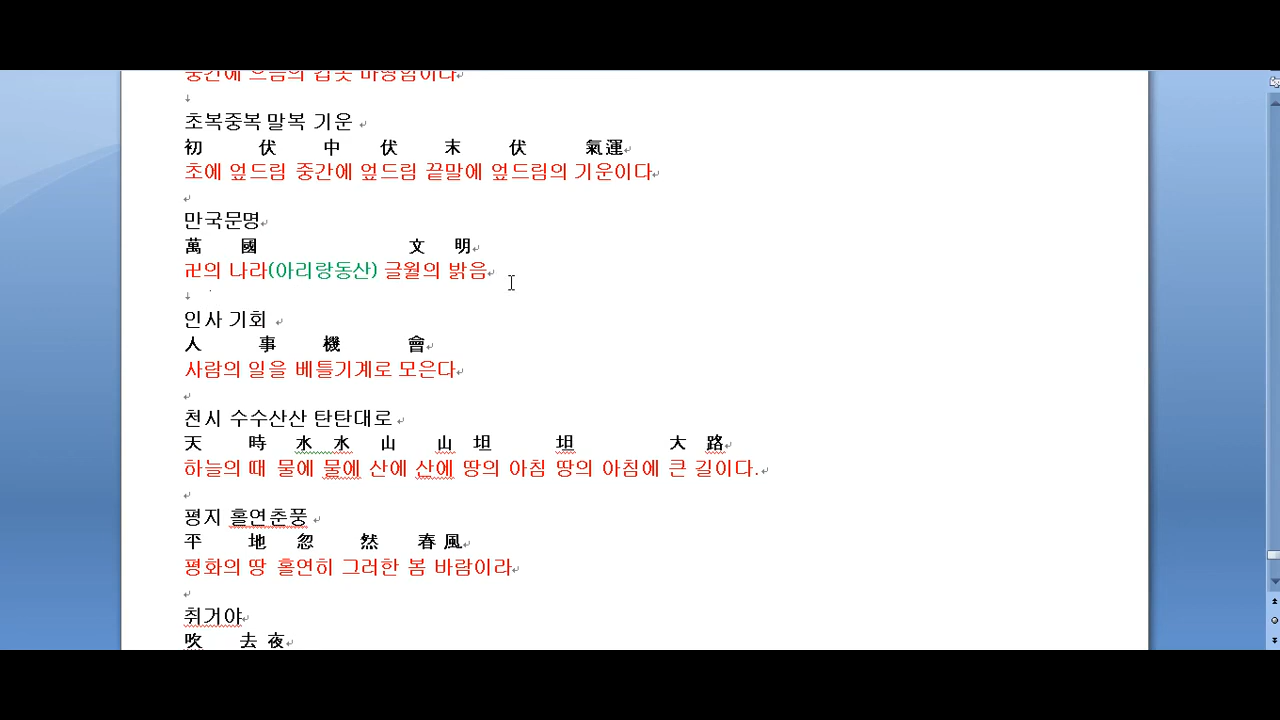 초복중복 말복 기운
初 伏 中 伏 末 伏 氣運
초에 엎드림 중간에 엎드림 끝말에 엎드림의 기운이다
만국문명
萬 國 文 明
卍의 나라(아리랑동산) 글월의 밝음
인사 기회
人 事 機 會
사람의 일을 베틀기계로 모은다
천시 수수산산 탄탄대로
天 時 水 水 山 山 坦 坦 大 路
하늘의 때 물에 물에 산에 산에 땅의 아침 땅의 아침에 큰 길이다.
평지 홀연춘풍
平 地 忽 然 春 風
평화의 땅 홀연히 그러한 봄 바람이라
취거야
吹 去 夜